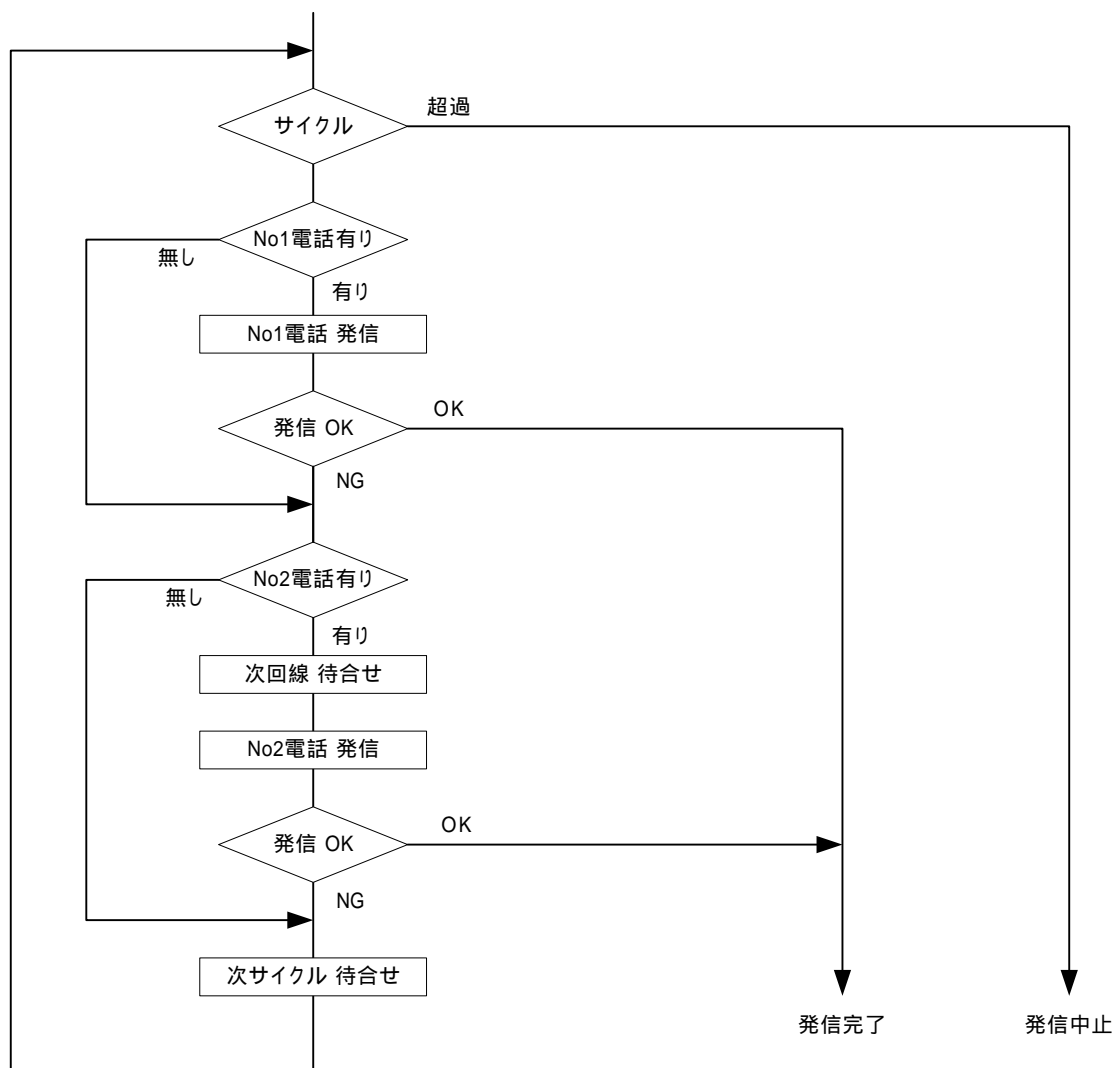 超過
サイクル
No1電話有り
無し
有り
No1電話 発信
OK
発信 OK
NG
No2電話有り
無し
有り
次回線 待合せ
No2電話 発信
OK
発信 OK
NG
次サイクル 待合せ
発信完了
発信中止